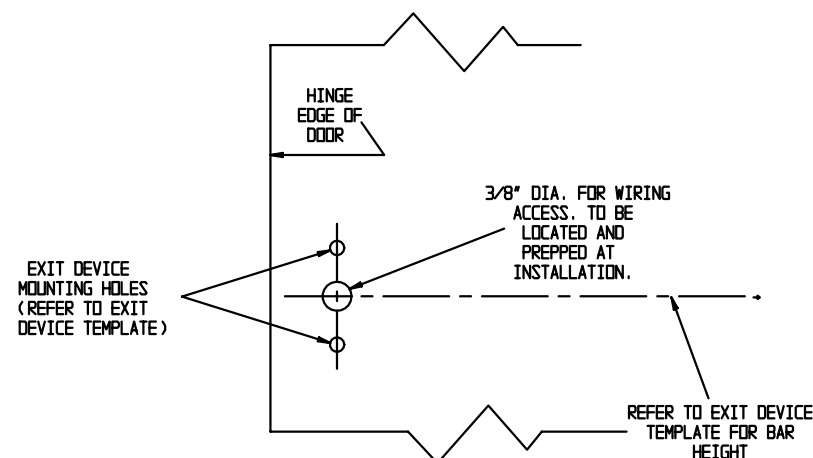 HINGE
EDGE OF
DOOR
3/8" DIA. FOR WIRING
ACCESS. TO BE
LOCATED AND
PREPPED AT
INSTALLATION.
EXIT DEVICE
MOUNTING HOLES
(REFER TO EXIT
DEVICE TEMPLATE)
REFER TO EXIT DEVICE
TEMPLATE FOR BAR
HEIGHT